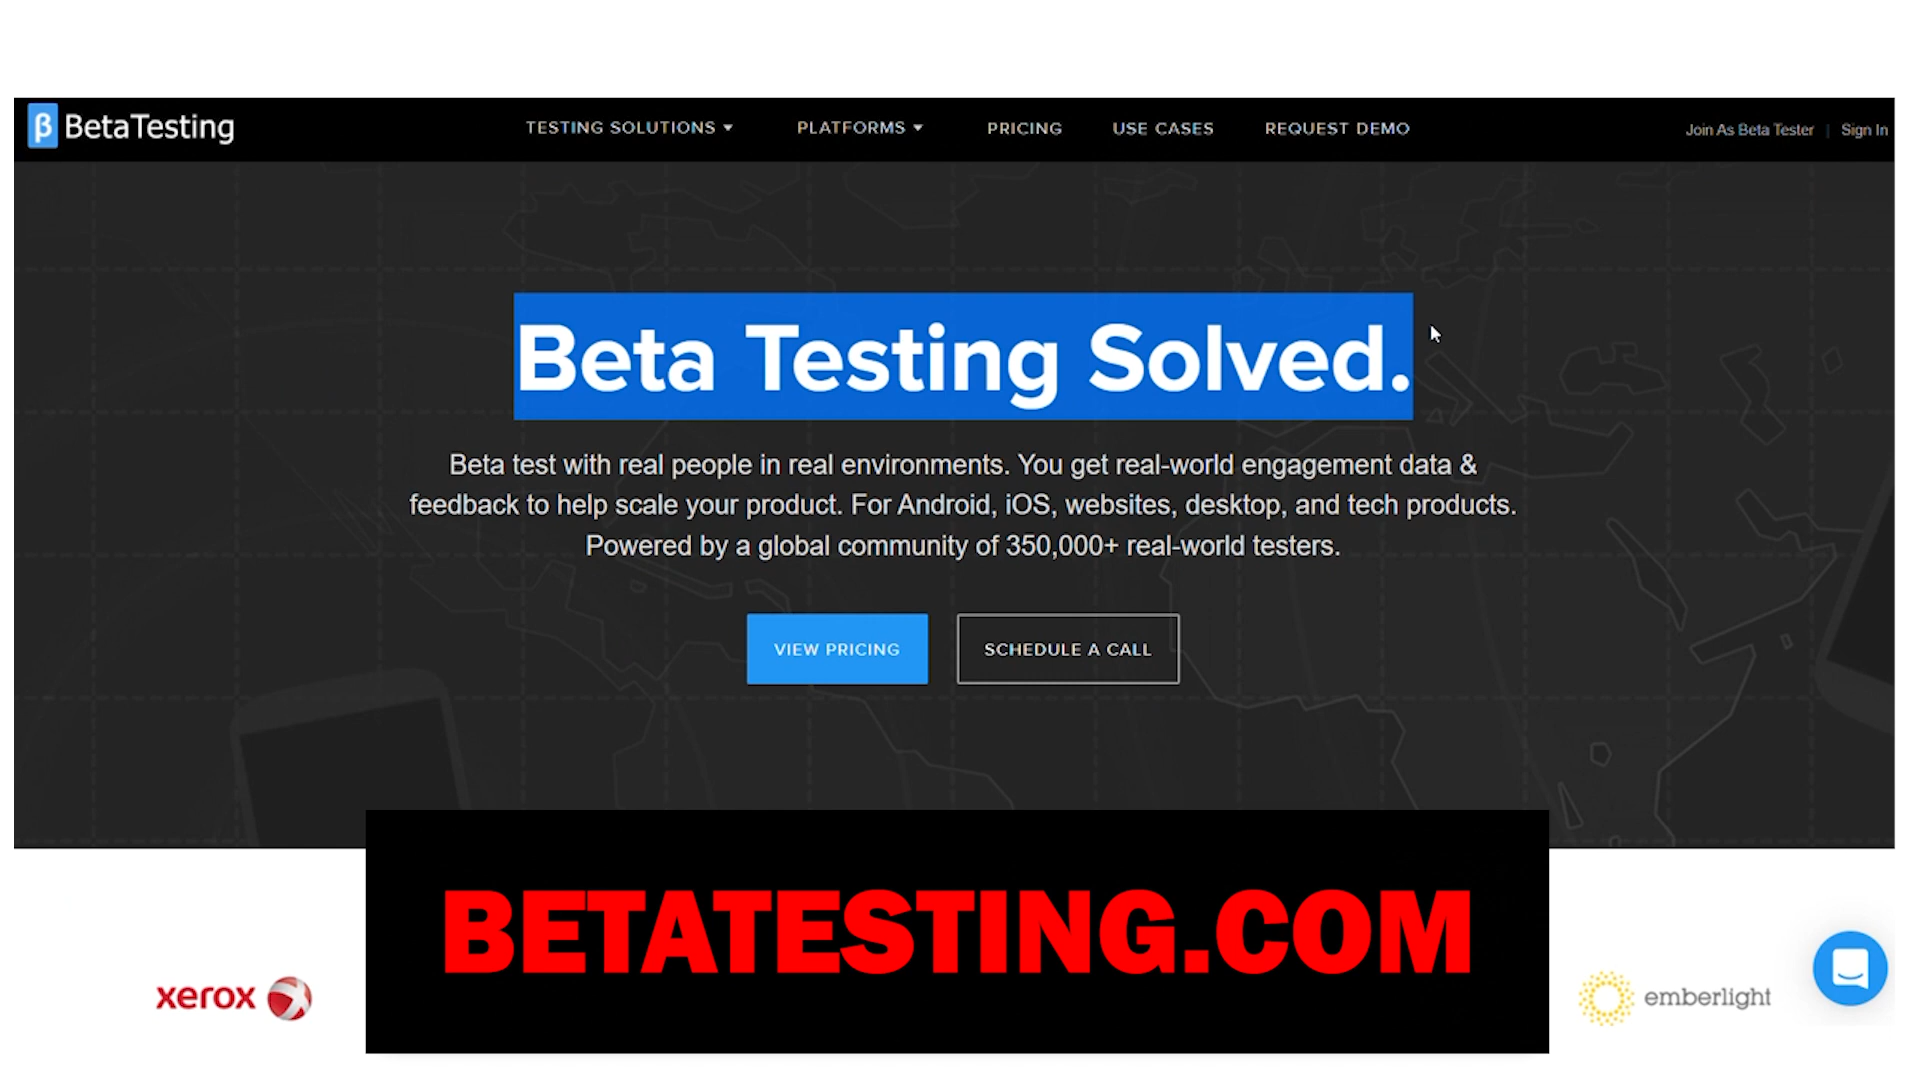 β BetaTesting
TESTING SOLUTIONS PLATFORMS PRICING USE CASES REQUEST DEMO Join As Beta Tester | Sign In
Beta Testing Solved.
Beta test with real people in real environments. You get real-world engagement data &
feedback to help scale your product. For Android, iOS, websites, desktop, and tech products.
Powered by a global community of 350,000+ real-world testers.
VIEW PRICING SCHEDULE A CALL
BETATESTING.COM
xerox emberlight